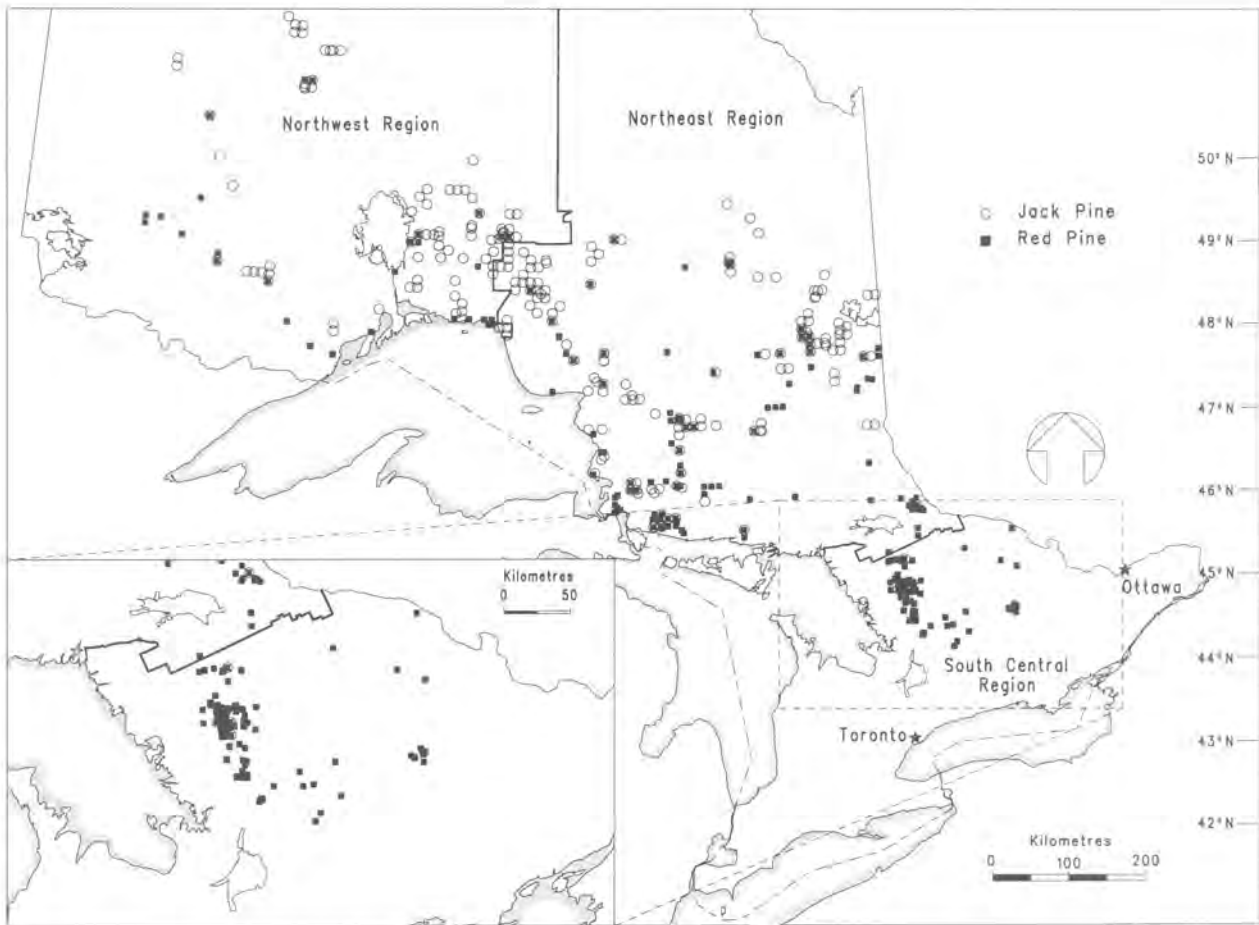 Northwest Region
Northeast Region
50° N
Jack Pine
Red Pine
49° N
48° N
47° N
46° N
Kilometres
0 50
45° N
Ottawa
44° N
South Central
Region
Toronto
43° N
42° N
Kilometres
0 100 200